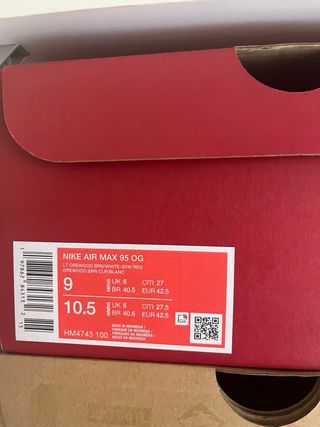 NIKE AIR MAX 95 OG
LT OREWOOD BRN/WHITE-GYM RED
OREWOOD BRN CLR/BLANC
9 MENS UK 8 CM 27
BR 40.5 EUR 42.5
10.5 WMNS UK 8 CM 27.5
BR 40.5 EUR 42.5
HM4743 100
MADE IN INDONESIA /